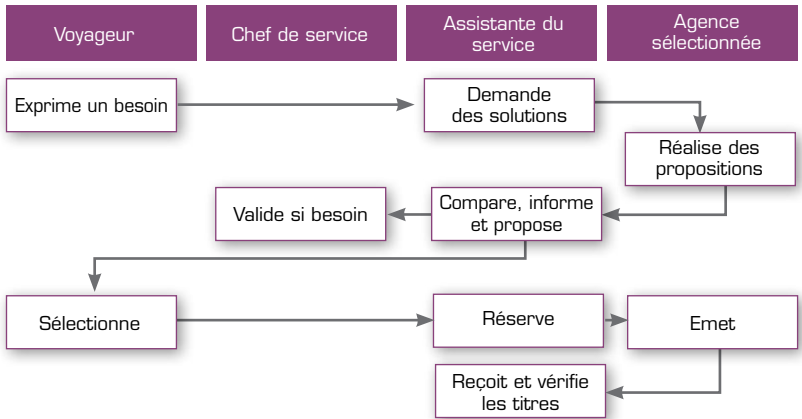 Voyageur
Chef de service
Assistante du
service
Agence
sélectionnée
Exprime un besoin
Demande
des solutions
Réalise des
propositions
Valide si besoin
Compare, informe
et propose
Sélectionne
Réserve
Emet
Reçoit et vérifie
les titres